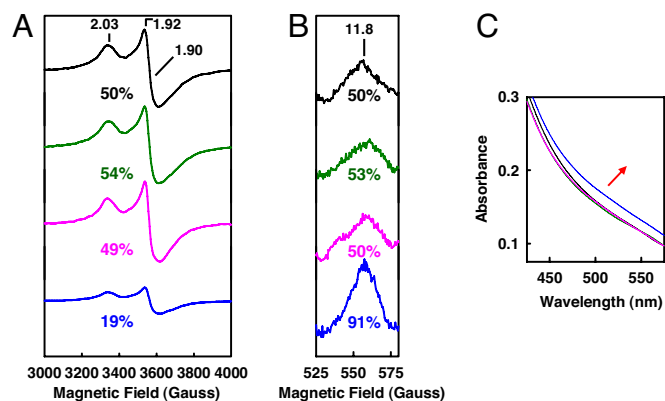 A
2.03
1.92
1.90
50%
54%
49%
19%
3000 3200 3400 3600 3800 4000
Magnetic Field (Gauss)
B
11.8
50%
53%
50%
91%
525 550 575
Magnetic Field (Gauss)
C
0.3
0.2
0.1
Absorbance
450 500 550
Wavelength (nm)